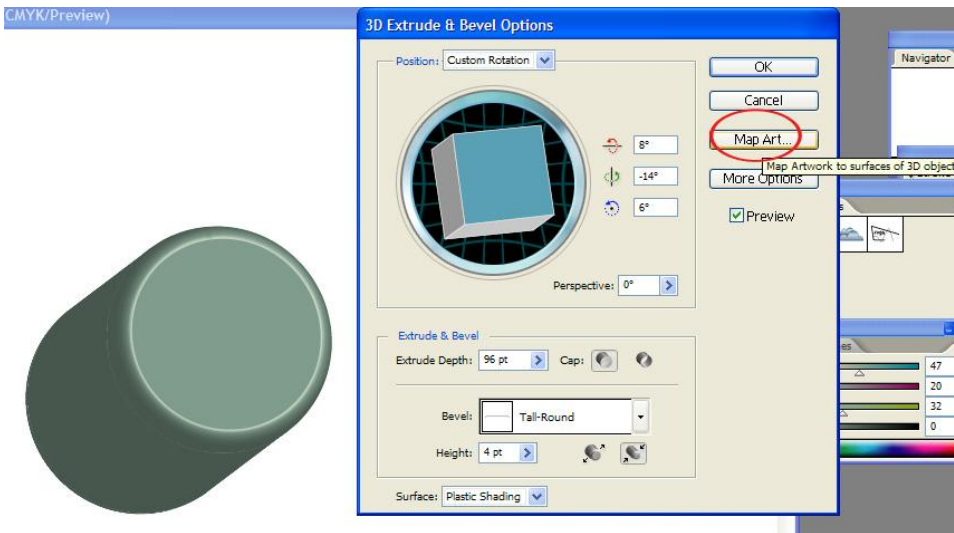 CMYK/Preview)
3D Extrude & Bevel Options
Position: Custom Rotation
8°
-14°
6°
Perspective: 0°
Extrude & Bevel
Extrude Depth: 96 pt Cap:
Bevel: Tall-Round
Height: 4 pt
Surface: Plastic Shading
OK
Cancel
Map Art...
Map Artwork to surfaces of 3D object
More Options
Preview
Navigator
47
20
32
0